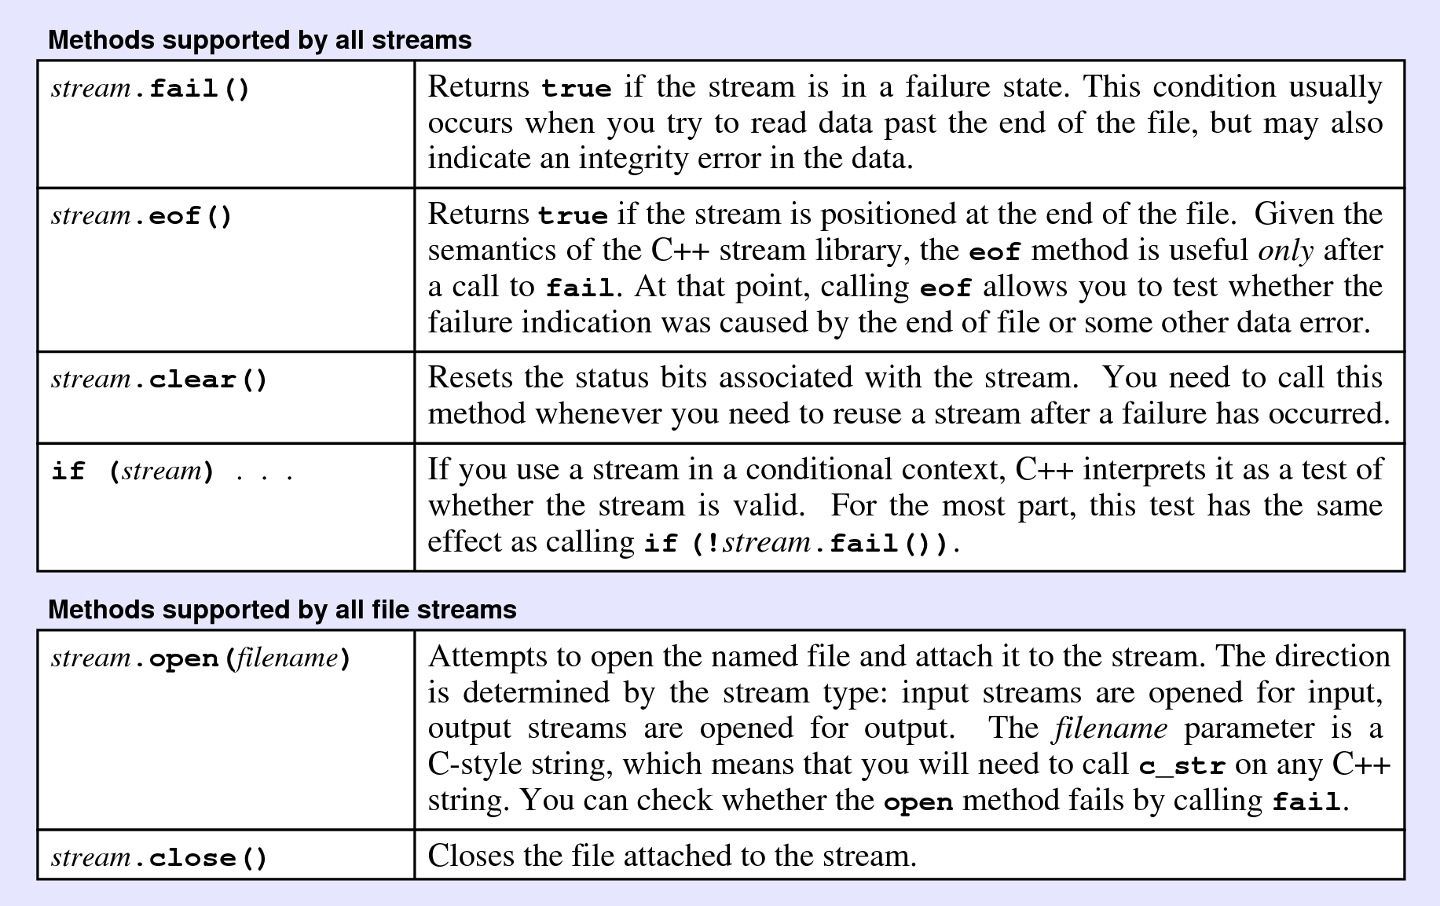 Methods supported by all streams
stream.fail()
Returns true if the stream is in a failure state. This condition usually
occurs when you try to read data past the end of the file, but may also
indicate an integrity error in the data.
stream.eof()
Returns true if the stream is positioned at the end of the file. Given the
semantics of the C++ stream library, the eof method is useful only after
a call to fail. At that point, calling eof allows you to test whether the
failure indication was caused by the end of file or some other data error.
stream.clear()
Resets the status bits associated with the stream. You need to call this
method whenever you need to reuse a stream after a failure has occurred.
if (stream) . . .
If you use a stream in a conditional context, C++ interprets it as a test of
whether the stream is valid. For the most part, this test has the same
effect as calling if (!stream.fail()).
Methods supported by all file streams
stream.open(filename)
Attempts to open the named file and attach it to the stream. The direction
is determined by the stream type: input streams are opened for input,
output streams are opened for output. The filename parameter is a
C-style string, which means that you will need to call c_str on any C++
string. You can check whether the open method fails by calling fail.
stream.close()
Closes the file attached to the stream.